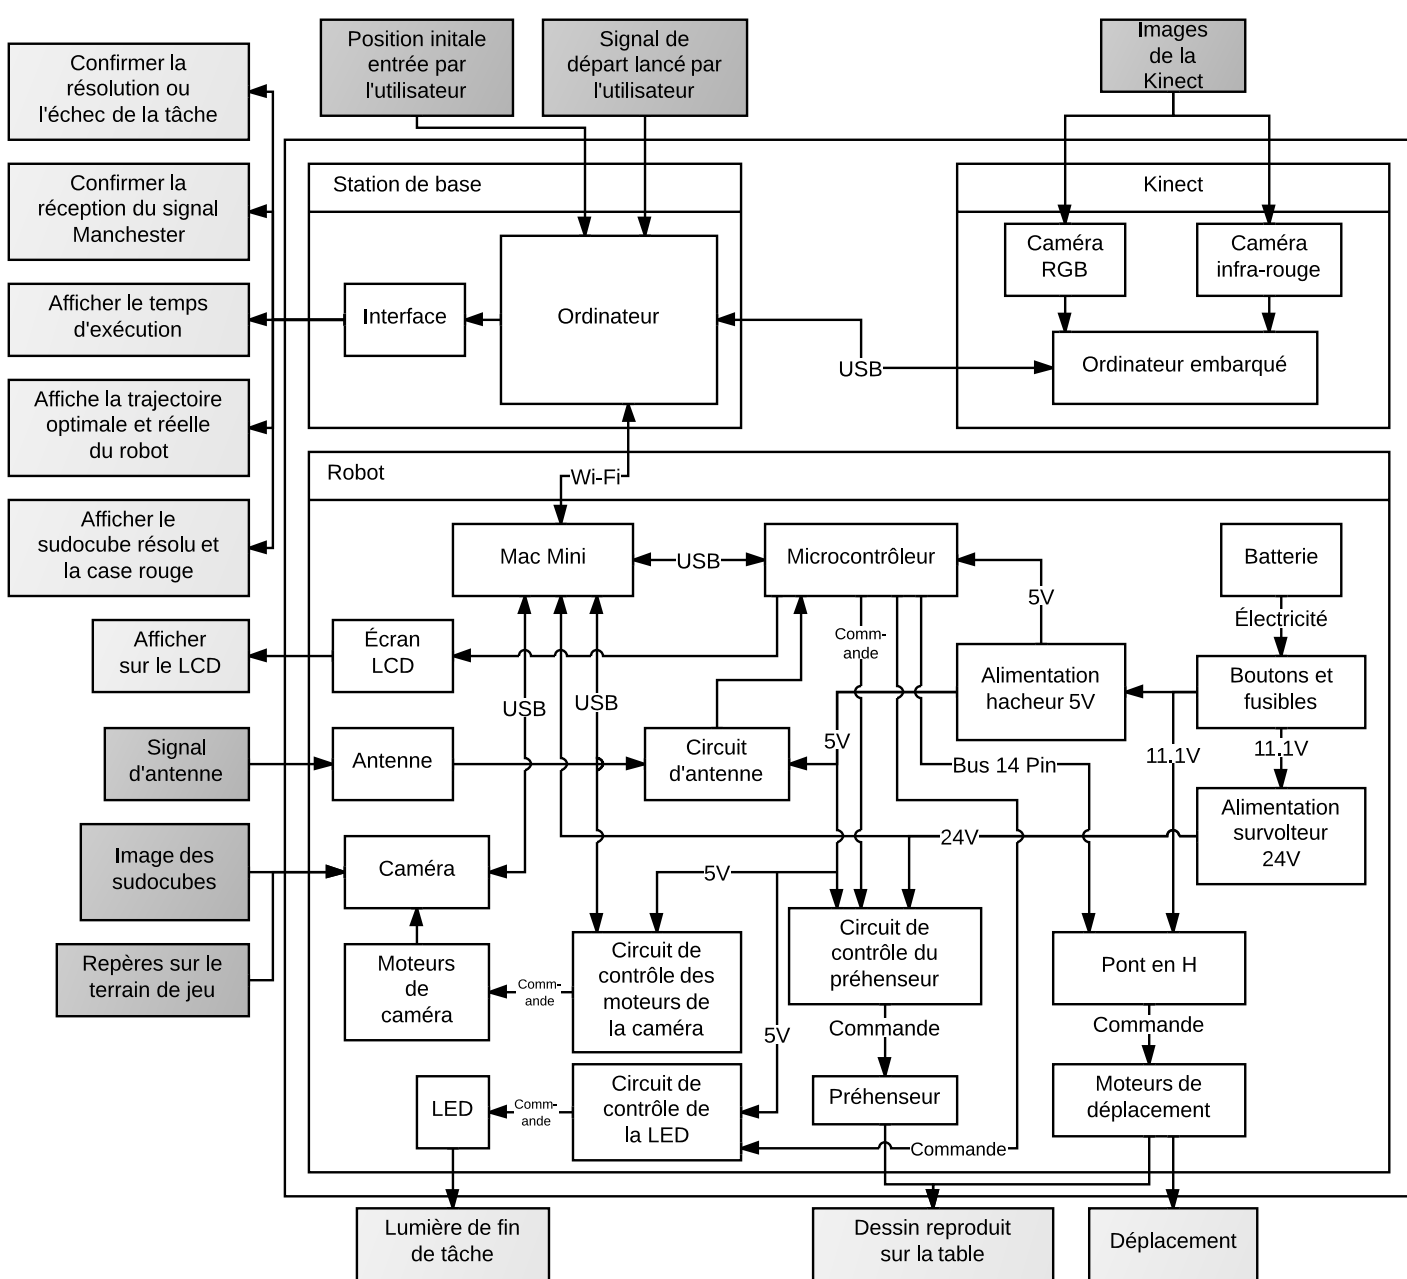 Position initale
entrée par
l'utilisateur
Signal de
départ lancé par
l'utilisateur
Images
de la
Kinect
Confirmer la
résolution ou
l'échec de la tâche
Confirmer la
réception du signal
Manchester
Afficher le temps
d'exécution
Affiche la trajectoire
optimale et réelle
du robot
Afficher le
sudocube résolu et
la case rouge
Afficher
sur le LCD
Signal
d'antenne
Image des
sudocubes
Repères sur le
terrain de jeu
Station de base
Interface
Ordinateur
Kinect
Caméra
RGB
Caméra
infra-rouge
Ordinateur embarqué
USB
Wi-Fi
Robot
Mac Mini
USB
Microcontrôleur
Batterie
5V
Électricité
Écran
LCD
Comm-
ande
Alimentation
hacheur 5V
Boutons et
fusibles
USB
USB
Antenne
Circuit
d'antenne
5V
Bus 14 Pin
11.1V
11.1V
Alimentation
survolteur
24V
24V
Caméra
5V
Moteurs
de
caméra
Comm-
ande
Circuit de
contrôle des
moteurs de
la caméra
Circuit de
contrôle du
préhenseur
Pont en H
5V
Commande
Commande
LED
Comm-
ande
Circuit de
contrôle de
la LED
Préhenseur
Moteurs de
déplacement
Commande
Lumière de fin
de tâche
Dessin reproduit
sur la table
Déplacement